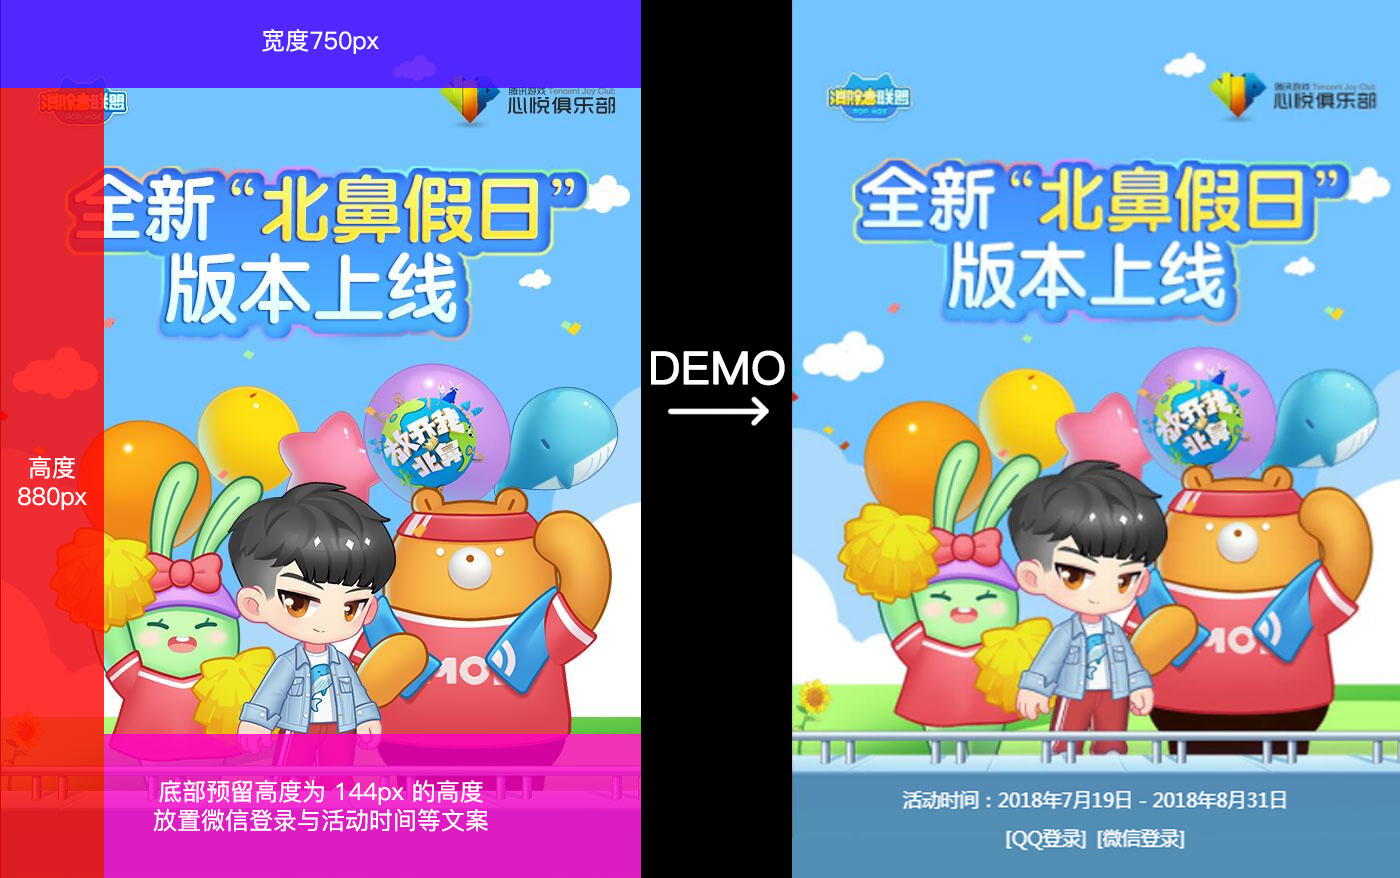 宽度750px
消除者联盟
POP MOE
腾讯游戏 Tencent Joy Club
心悦俱乐部
全新“北鼻假日”
版本上线
放开我
北鼻
高度
880px
MO
底部预留高度为 144px 的高度
放置微信登录与活动时间等文案
DEMO
消除者联盟
POP MOE
腾讯游戏 Tencent Joy Club
心悦俱乐部
全新“北鼻假日”
版本上线
放开我
北鼻
MO
活动时间：2018年7月19日 - 2018年8月31日
[QQ登录] [微信登录]